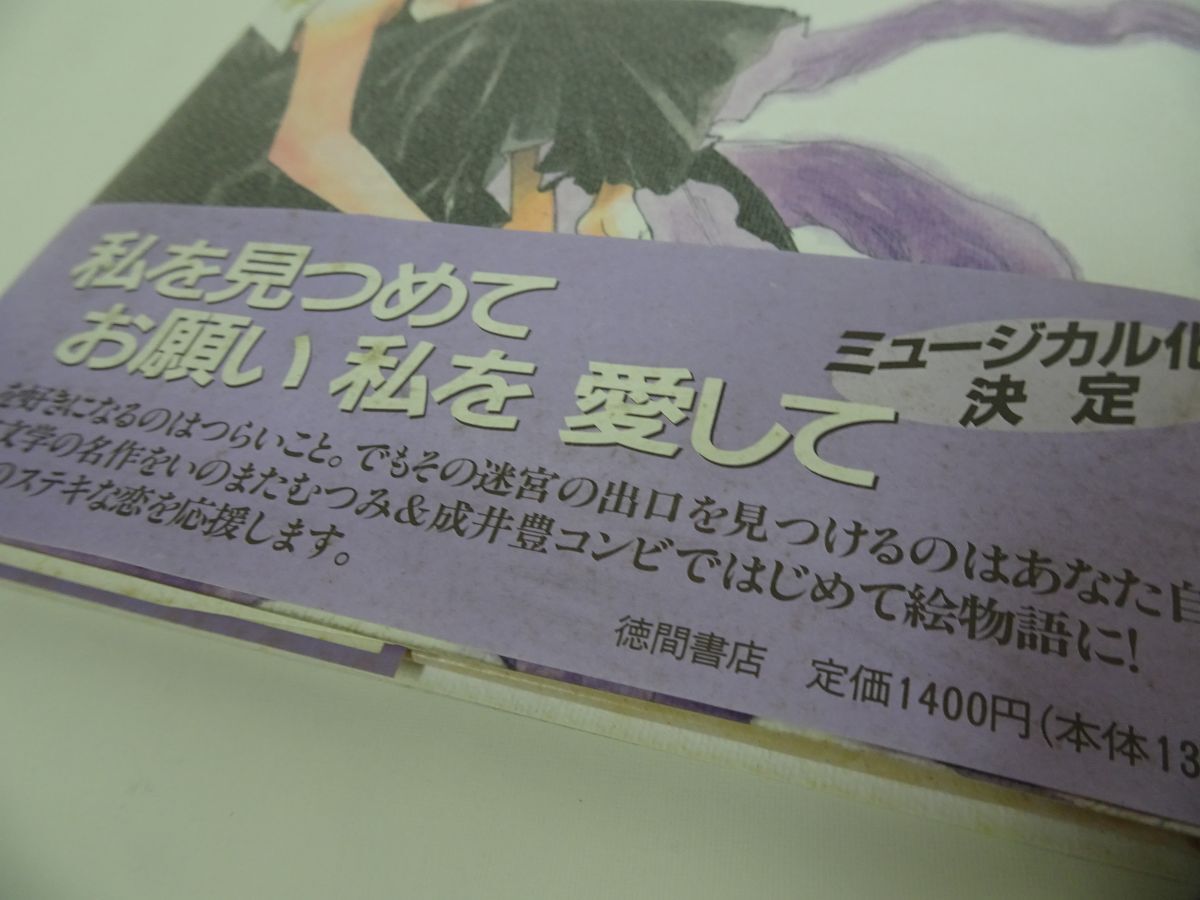 私を見つめて
お願い 私を 愛して
ミュージカル化
決定
を好きになるのはつらいこと。でもその迷宮の出口を見つけるのはあなた自
文学の名作をいのまたむつみ&成井豊コンビではじめて絵物語に!
のステキな恋を応援します。
徳間書店 定価1400円(本体13